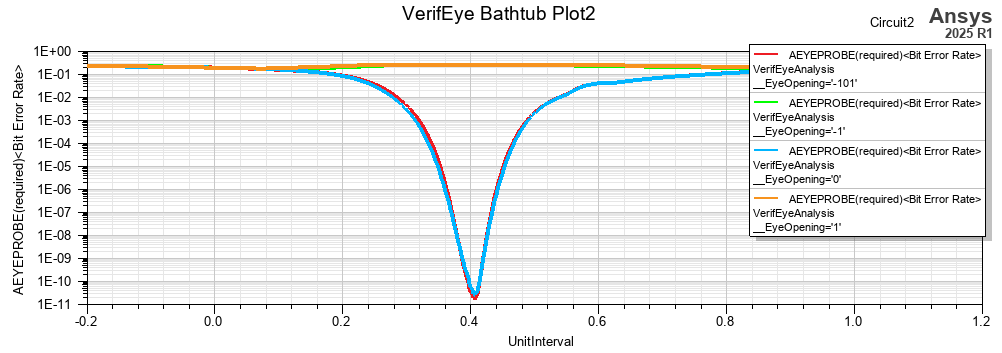 VerifEye Bathtub Plot2
Circuit2
Ansys
2025 R1
AEYEPROBE(required)<Bit Error Rate>
1E+00
1E-01
1E-02
1E-03
1E-04
1E-05
1E-06
1E-07
1E-08
1E-09
1E-10
1E-11
AEYEPROBE(required)<Bit Error Rate>
VerifEyeAnalysis
__EyeOpening='-101'
AEYEPROBE(required)<Bit Error Rate>
VerifEyeAnalysis
__EyeOpening='-1'
AEYEPROBE(required)<Bit Error Rate>
VerifEyeAnalysis
__EyeOpening='0'
AEYEPROBE(required)<Bit Error Rate>
VerifEyeAnalysis
__EyeOpening='1'
-0.2 0.0 0.2 0.4 0.6 0.8 1.0 1.2
UnitInterval